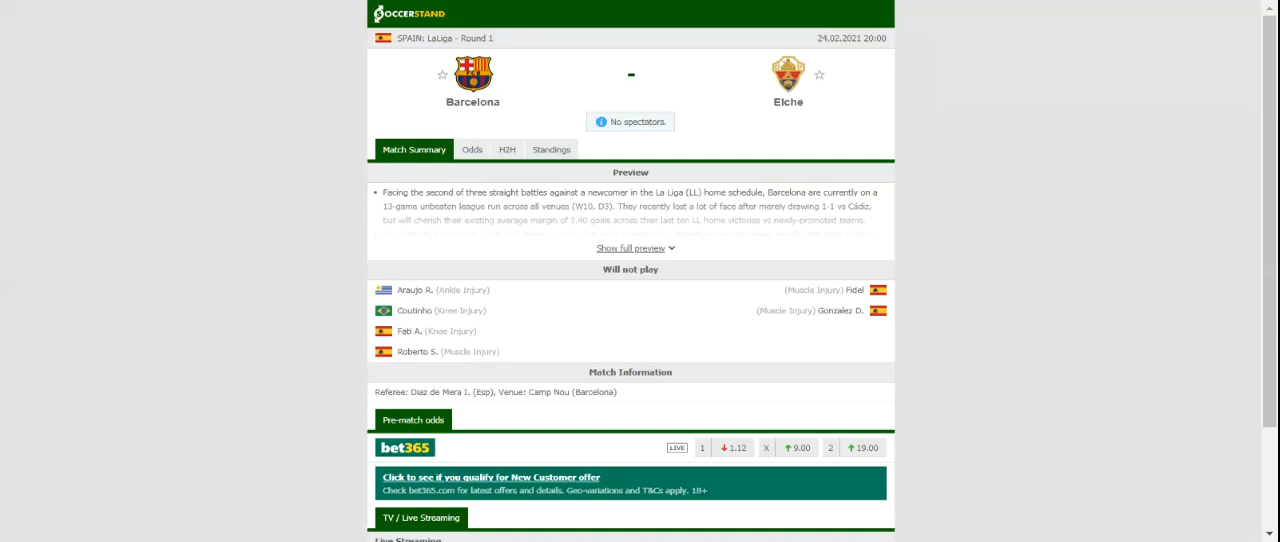 SOCCERSTAND
SPAIN: LaLiga - Round 1 24.02.2021 20:00
-
Barcelona Elche
No spectators.
Match Summary Odds H2H Standings
Preview
Facing the second of three straight battles against a newcomer in the La Liga (LL) home schedule, Barcelona are currently on a
13-game unbeaten league run across all venues (W10, D3). They recently lost a lot of face after merely drawing 1-1 vs Cádiz,
but will cherish their existing average margin of 3.40 goals across their last ten LL home victories vs newly-promoted teams.
Show full preview
Will not play
Araujo R. (Ankle Injury) (Muscle Injury) Fidel
Coutinho (Knee Injury) (Muscle Injury) Gonzalez D.
Fati A. (Knee Injury)
Roberto S. (Muscle Injury)
Match Information
Referee: Diaz de Mera I. (Esp), Venue: Camp Nou (Barcelona)
Pre-match odds
bet365 LIVE 1 1.12 X 9.00 2 19.00
Click to see if you qualify for New Customer offer
Check bet365.com for latest offers and details. Geo-variations and T&Cs apply. 18+
TV / Live Streaming
Live Streaming